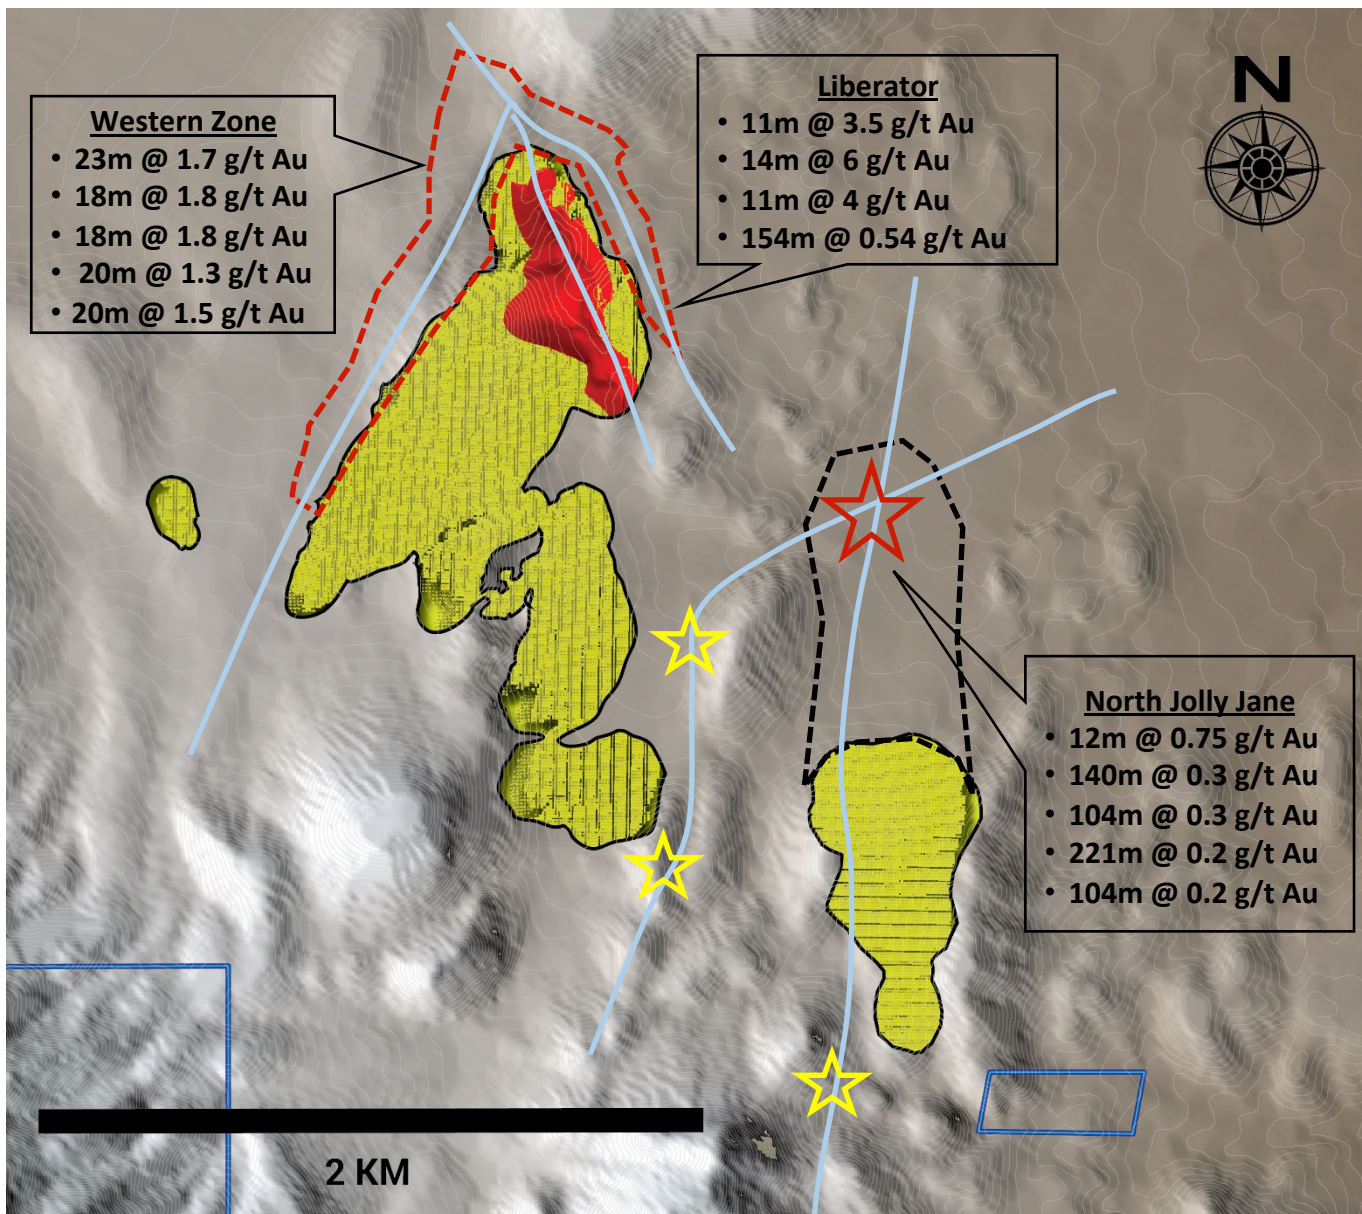 N
Western Zone
• 23m @ 1.7 g/t Au
• 18m @ 1.8 g/t Au
• 18m @ 1.8 g/t Au
• 20m @ 1.3 g/t Au
• 20m @ 1.5 g/t Au
Liberator
• 11m @ 3.5 g/t Au
• 14m @ 6 g/t Au
• 11m @ 4 g/t Au
• 154m @ 0.54 g/t Au
North Jolly Jane
• 12m @ 0.75 g/t Au
• 140m @ 0.3 g/t Au
• 104m @ 0.3 g/t Au
• 221m @ 0.2 g/t Au
• 104m @ 0.2 g/t Au
2 KM